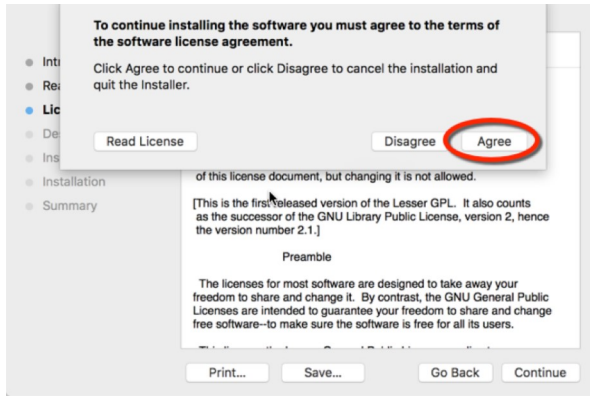 To continue installing the software you must agree to the terms of
the software license agreement.
Click Agree to continue or click Disagree to cancel the installation and
quit the Installer.
Read License
Disagree
Agree
Installation
Summary
of this license document, but changing it is not allowed.
[This is the first released version of the Lesser GPL. It also counts
as the successor of the GNU Library Public License, version 2, hence
the version number 2.1.]
Preamble
The licenses for most software are designed to take away your
freedom to share and change it. By contrast, the GNU General Public
Licenses are intended to guarantee your freedom to share and change
free software--to make sure the software is free for all its users.
Print...
Save...
Go Back
Continue